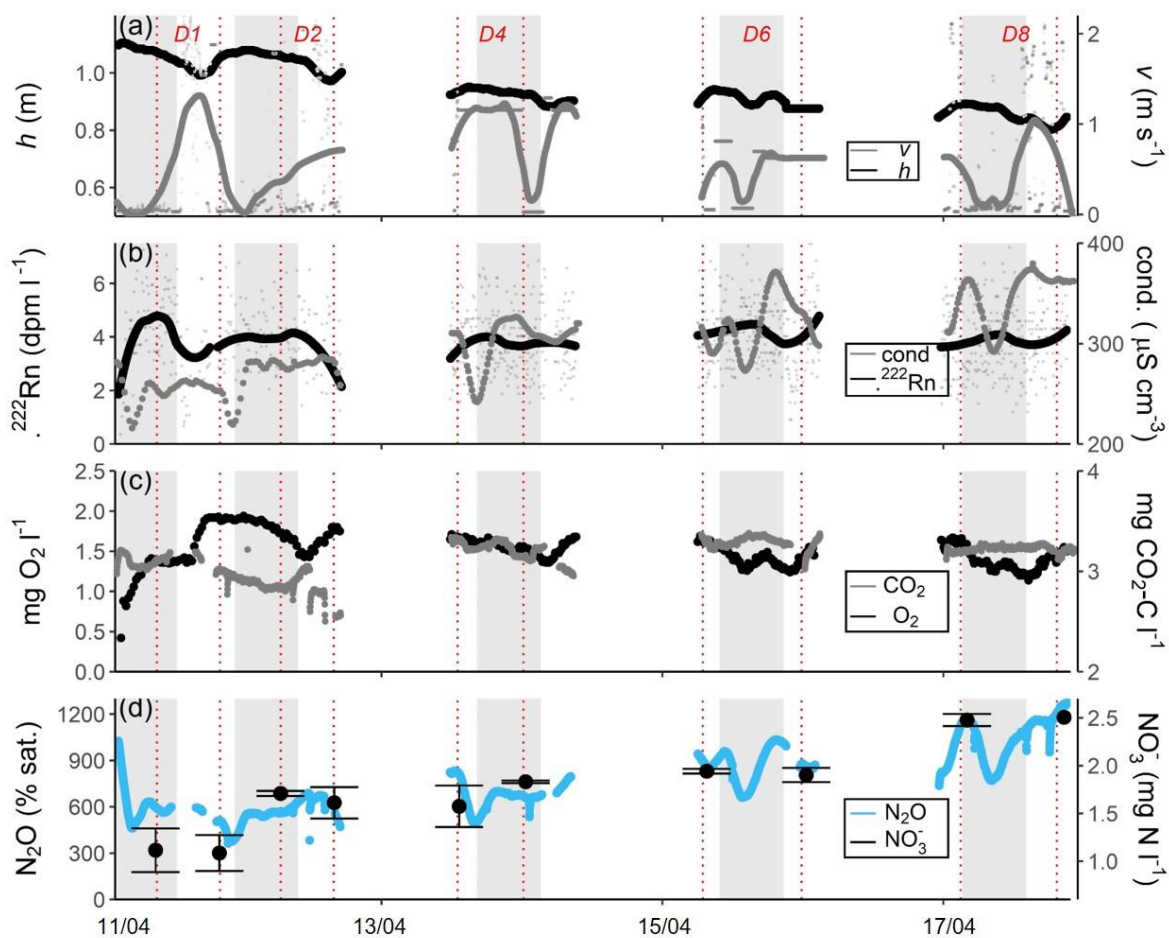 (a) D1 D2 D4 D6 D8
h (m)
1.0
0.8
0.6
2
1
0
v (m s⁻¹)
v
h
(b)
.²²²Rn (dpm l⁻¹)
6
4
2
0
400
300
200
cond. (μS cm⁻³)
cond
.²²²Rn
(c)
mg O₂ l⁻¹
2.5
2.0
1.5
1.0
0.5
0.0
4
3
2
mg CO₂-C l⁻¹
CO₂
O₂
(d)
N₂O (% sat.)
1200
900
600
300
0
2.5
2.0
1.5
1.0
NO₃⁻ (mg N l⁻¹)
N₂O
NO₃⁻
11/04 13/04 15/04 17/04